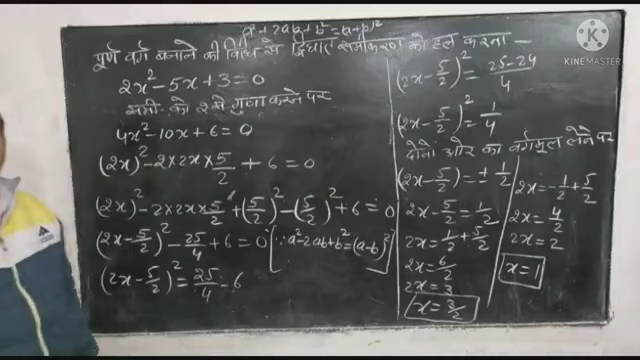 a²+2ab+b²=(a+b)²
पूर्ण वर्ग बनाने की विधि से द्विघात समीकरण को हल करना —
2x²-5x+3=0
समी० को 2 से गुणा करने पर
4x²-10x+6=0
(2x)²-2×2x×5/2+6=0
(2x)²-2×2x×5/2+(5/2)²-(5/2)²+6=0
(2x-5/2)²-25/4+6=0 [∵a²-2ab+b²=(a-b)²]
(2x-5/2)²=25/4-6
(2x-5/2)²=25-24/4
(2x-5/2)²=1/4
दोनो ओर का वर्गमूल लेने पर
(2x-5/2)=±1/2
2x-5/2=1/2
2x=1/2+5/2
2x=6/2
2x=3
x=3/2
2x=-1/2+5/2
2x=4/2
2x=2
x=1
KINEMASTER